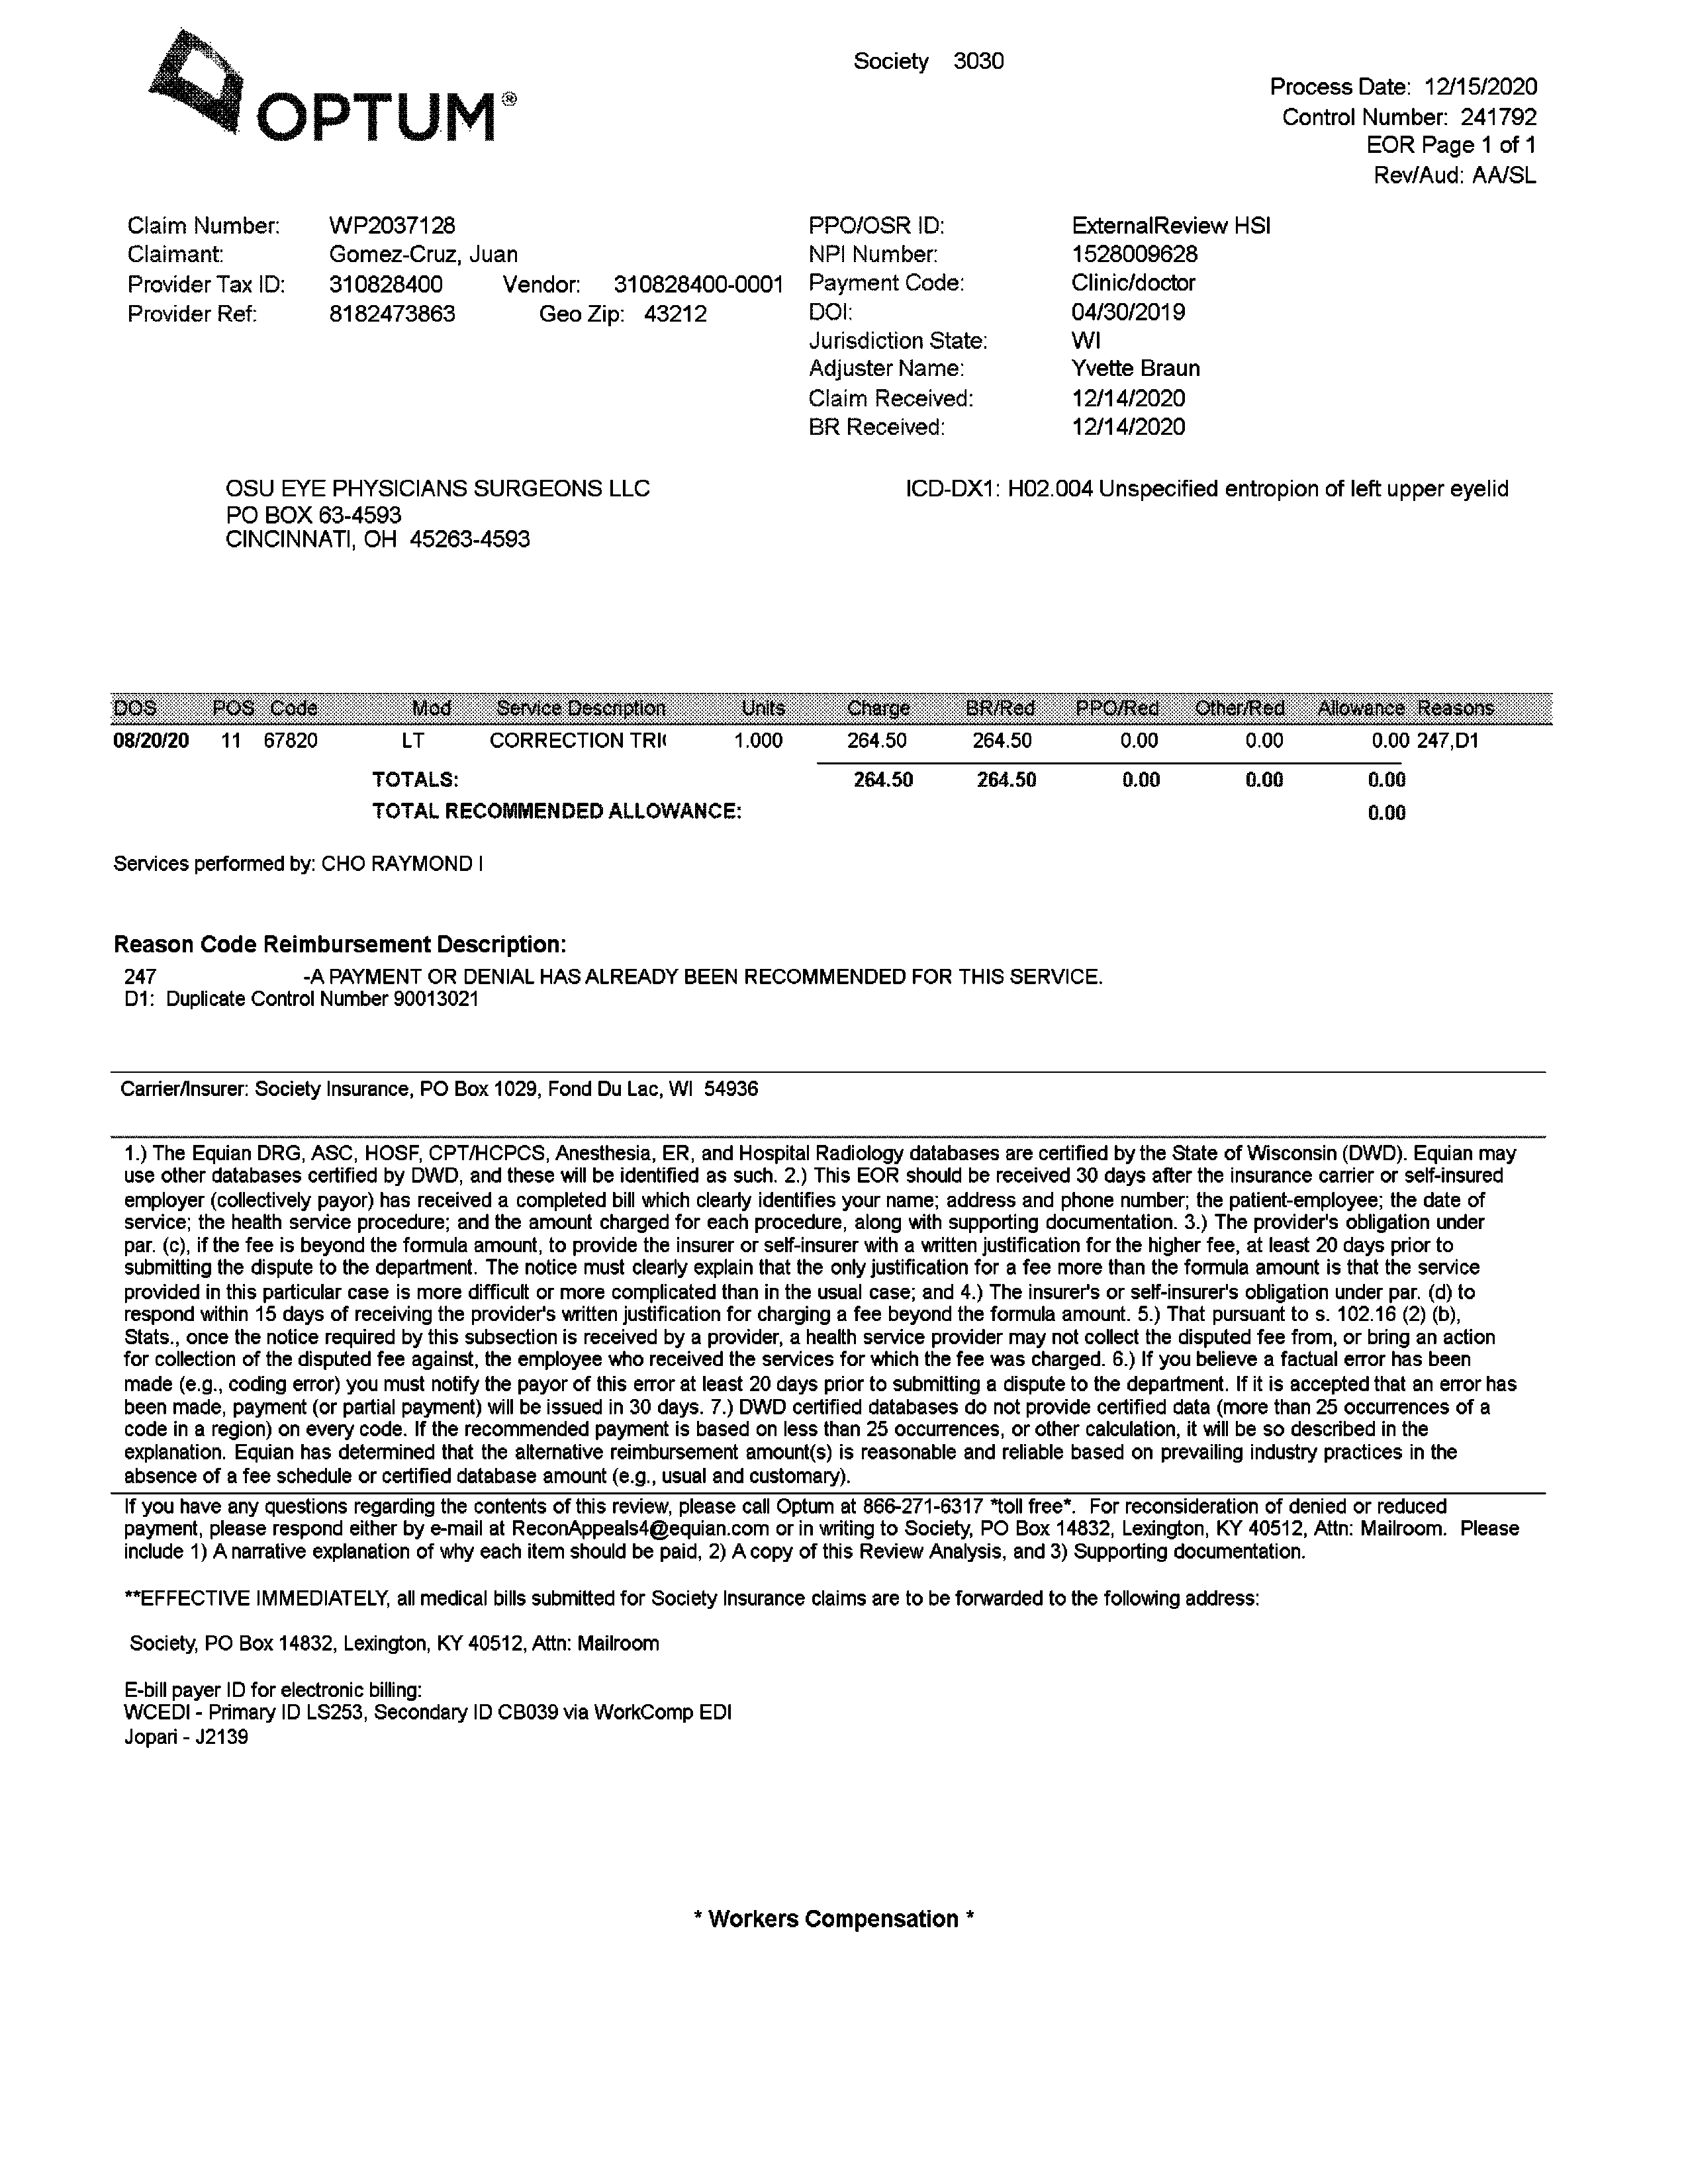 OPTUM®
Society 3030
Process Date: 12/15/2020
Control Number: 241792
EOR Page 1 of 1
Rev/Aud: AA/SL
Claim Number: WP2037128 PPO/OSR ID: ExternalReview HSI
Claimant: Gomez-Cruz, Juan NPI Number: 1528009628
Provider Tax ID: 310828400 Vendor: 310828400-0001 Payment Code: Clinic/doctor
Provider Ref: 8182473863 Geo Zip: 43212 DOI: 04/30/2019
Jurisdiction State: WI
Adjuster Name: Yvette Braun
Claim Received: 12/14/2020
BR Received: 12/14/2020
OSU EYE PHYSICIANS SURGEONS LLC ICD-DX1: H02.004 Unspecified entropion of left upper eyelid
PO BOX 63-4593
CINCINNATI, OH 45263-4593
DOS POS Code Mod Service Description Units Charge BR/Red PPO/Red Other/Red Allowance Reasons
08/20/20 11 67820 LT CORRECTION TRI 1.000 264.50 264.50 0.00 0.00 0.00 247,D1
TOTALS: 264.50 264.50 0.00 0.00 0.00
TOTAL RECOMMENDED ALLOWANCE: 0.00
Services performed by: CHO RAYMOND I
Reason Code Reimbursement Description:
247 -A PAYMENT OR DENIAL HAS ALREADY BEEN RECOMMENDED FOR THIS SERVICE.
D1: Duplicate Control Number 90013021
Carrier/Insurer: Society Insurance, PO Box 1029, Fond Du Lac, WI 54936
1.) The Equian DRG, ASC, HOSF, CPT/HCPCS, Anesthesia, ER, and Hospital Radiology databases are certified by the State of Wisconsin (DWD). Equian may
use other databases certified by DWD, and these will be identified as such. 2.) This EOR should be received 30 days after the insurance carrier or self-insured
employer (collectively payor) has received a completed bill which clearly identifies your name; address and phone number; the patient-employee; the date of
service; the health service procedure; and the amount charged for each procedure, along with supporting documentation. 3.) The provider's obligation under
par. (c), if the fee is beyond the formula amount, to provide the insurer or self-insurer with a written justification for the higher fee, at least 20 days prior to
submitting the dispute to the department. The notice must clearly explain that the only justification for a fee more than the formula amount is that the service
provided in this particular case is more difficult or more complicated than in the usual case; and 4.) The insurer's or self-insurer's obligation under par. (d) to
respond within 15 days of receiving the provider's written justification for charging a fee beyond the formula amount. 5.) That pursuant to s. 102.16 (2) (b),
Stats., once the notice required by this subsection is received by a provider, a health service provider may not collect the disputed fee from, or bring an action
for collection of the disputed fee against, the employee who received the services for which the fee was charged. 6.) If you believe a factual error has been
made (e.g., coding error) you must notify the payor of this error at least 20 days prior to submitting a dispute to the department. If it is accepted that an error has
been made, payment (or partial payment) will be issued in 30 days. 7.) DWD certified databases do not provide certified data (more than 25 occurrences of a
code in a region) on every code. If the recommended payment is based on less than 25 occurrences, or other calculation, it will be so described in the
explanation. Equian has determined that the alternative reimbursement amount(s) is reasonable and reliable based on prevailing industry practices in the
absence of a fee schedule or certified database amount (e.g., usual and customary).
If you have any questions regarding the contents of this review, please call Optum at 866-271-6317 *toll free*. For reconsideration of denied or reduced
payment, please respond either by e-mail at ReconAppeals4@equian.com or in writing to Society, PO Box 14832, Lexington, KY 40512, Attn: Mailroom. Please
include 1) A narrative explanation of why each item should be paid, 2) A copy of this Review Analysis, and 3) Supporting documentation.
**EFFECTIVE IMMEDIATELY, all medical bills submitted for Society Insurance claims are to be forwarded to the following address:
Society, PO Box 14832, Lexington, KY 40512, Attn: Mailroom
E-bill payer ID for electronic billing:
WCEDI - Primary ID LS253, Secondary ID CB039 via WorkComp EDI
Jopari - J2139
* Workers Compensation *